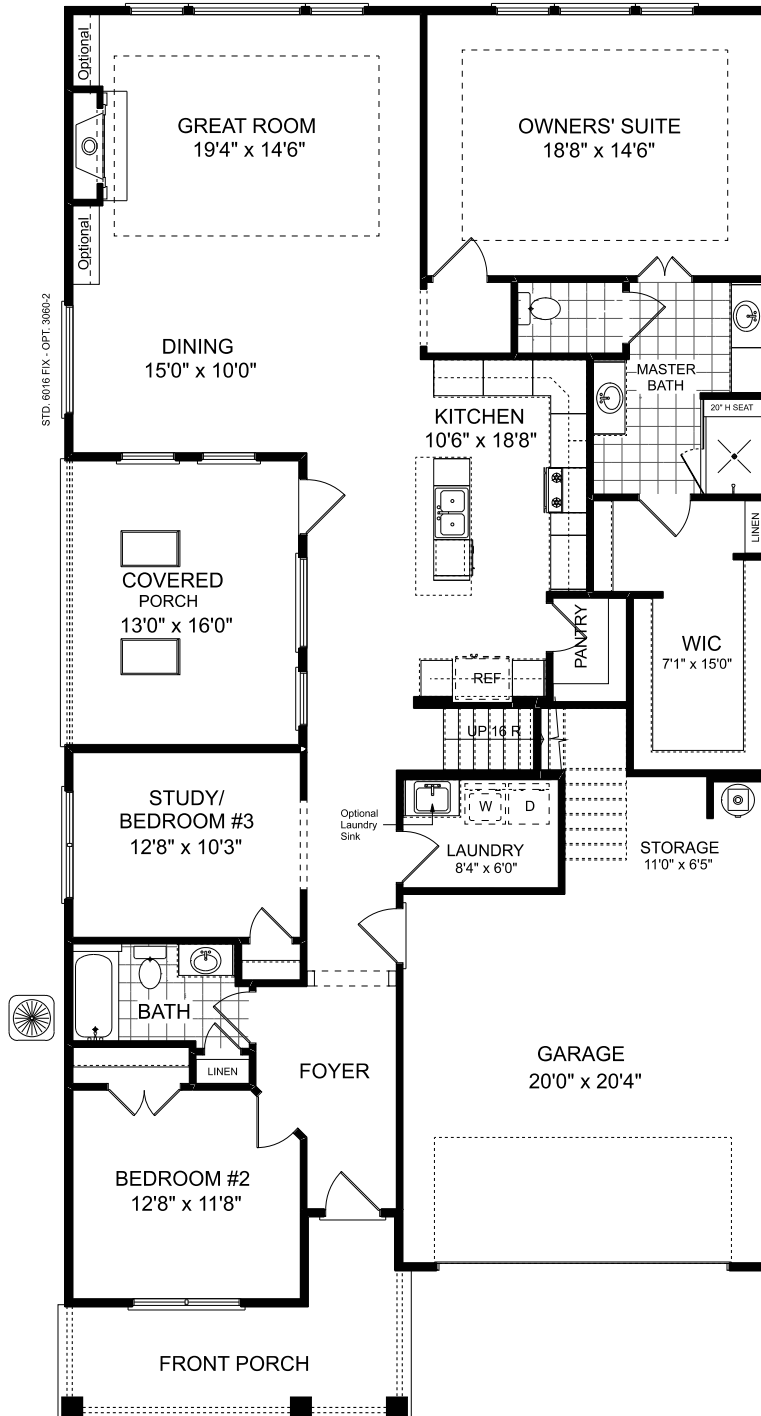 Optional
GREAT ROOM
19'4" x 14'6"
OWNERS' SUITE
18'8" x 14'6"
Optional
STD. 6016 FIX - OPT. 3060-2
DINING
15'0" x 10'0"
MASTER
BATH
KITCHEN
10'6" x 18'8"
20" H SEAT
LINEN
COVERED
PORCH
13'0" x 16'0"
PANTRY
WIC
7'1" x 15'0"
REF
UP 16 R
STUDY/
BEDROOM #3
12'8" x 10'3"
Optional
Laundry
Sink
W
D
LAUNDRY
8'4" x 6'0"
STORAGE
11'0" x 6'5"
BATH
LINEN
FOYER
GARAGE
20'0" x 20'4"
BEDROOM #2
12'8" x 11'8"
FRONT PORCH